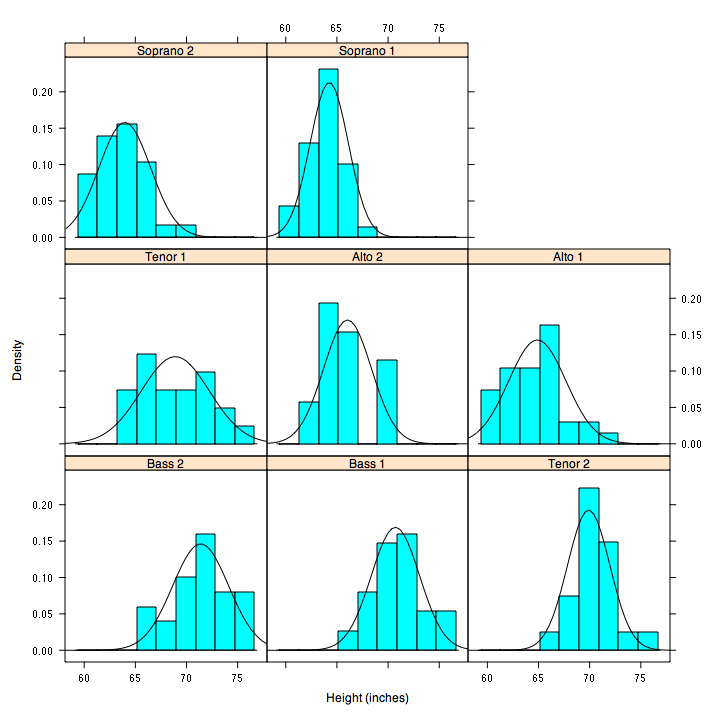 60 65 70 75
Soprano 2 Soprano 1
0.20
0.15
0.10
0.05
0.00
Tenor 1 Alto 2 Alto 1
0.20
0.15
0.10
0.05
0.00
Density
Bass 2 Bass 1 Tenor 2
0.20
0.15
0.10
0.05
0.00
60 65 70 75 60 65 70 75
Height (inches)